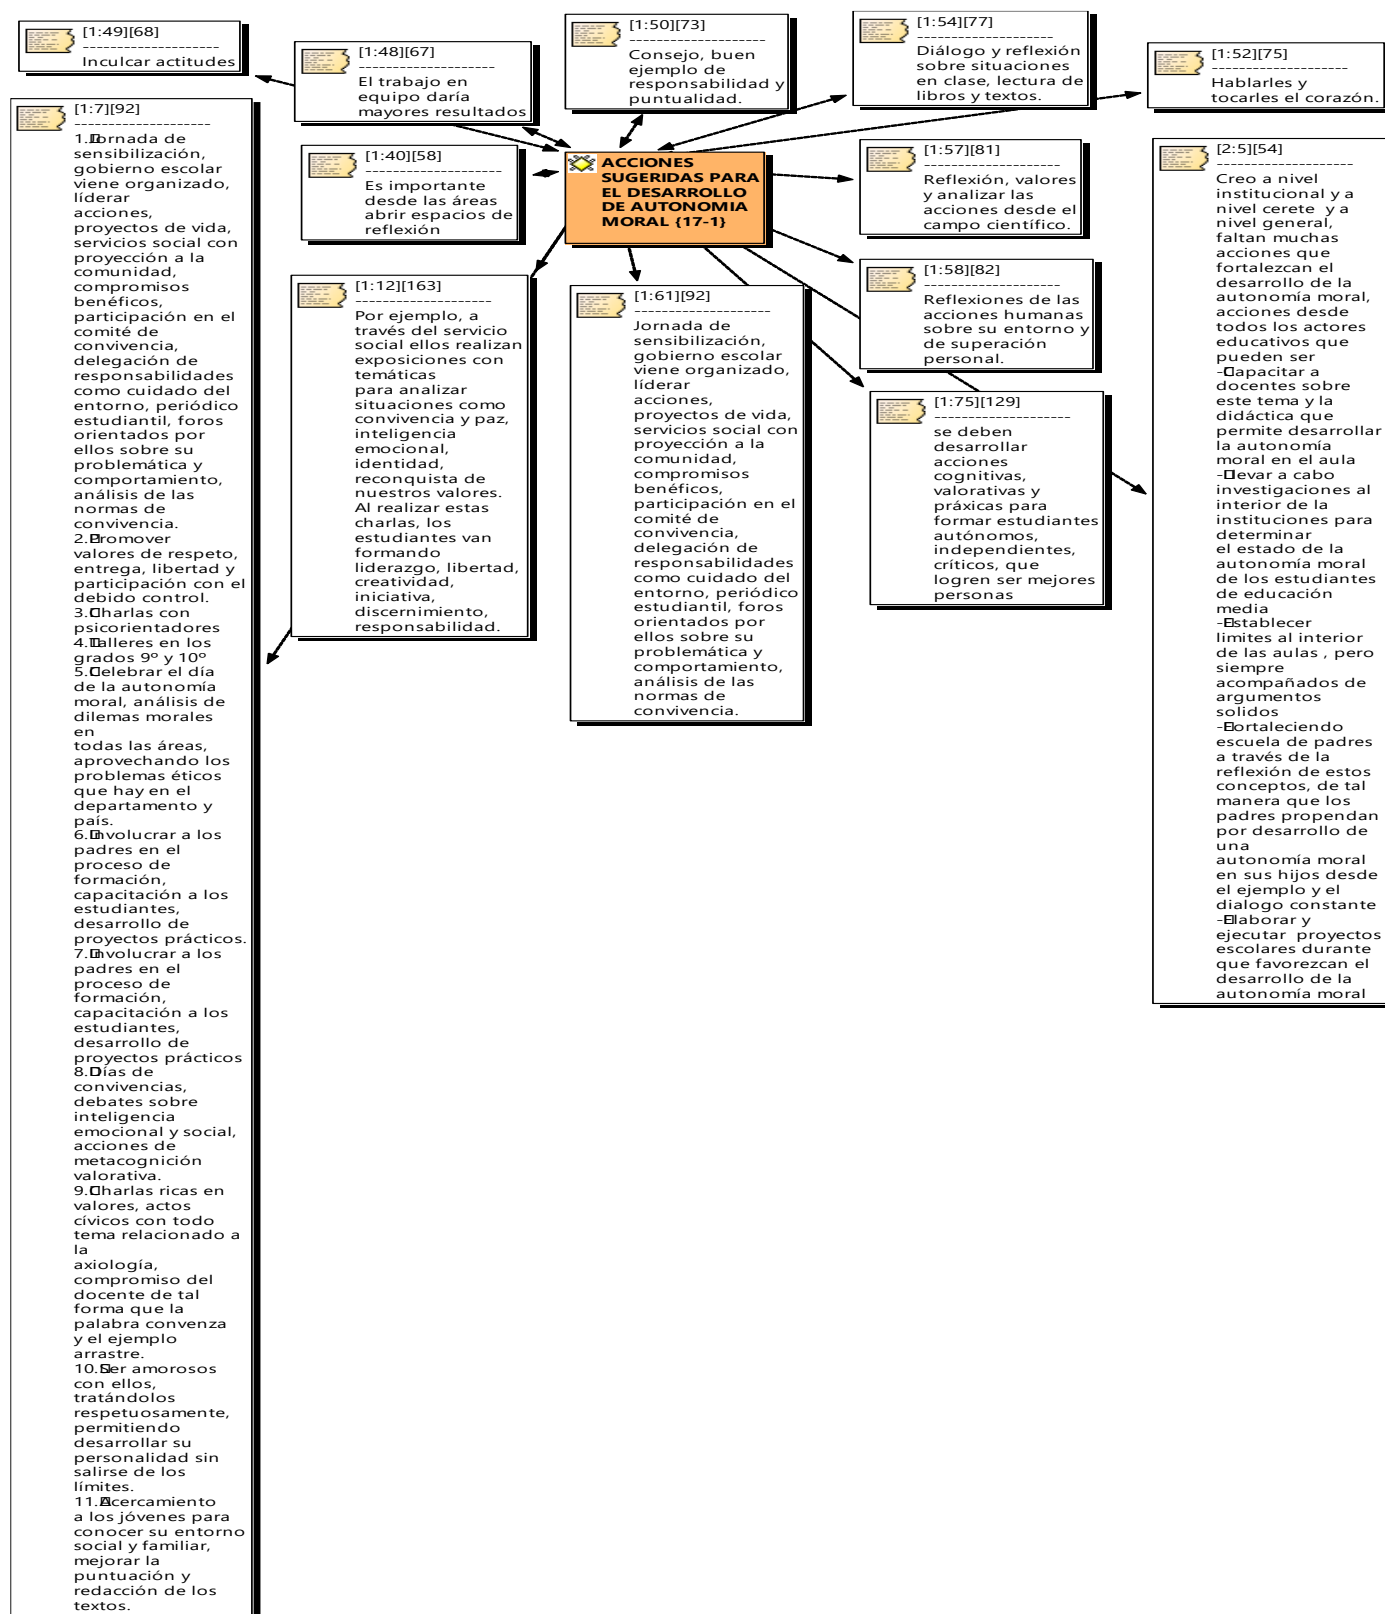 [1:49][68]
--------------------
Inculcar actitudes
[1:48][67]
--------------------
El trabajo en
equipo daría
mayores resultados
[1:50][73]
--------------------
Consejo, buen
ejemplo de
responsabilidad y
puntualidad.
[1:54][77]
--------------------
Diálogo y reflexión
sobre situaciones
en clase, lectura de
libros y textos.
[1:52][75]
--------------------
Hablarles y
tocarles el corazón.
[1:7][92]
--------------------
1.Jornada de
sensibilización,
gobierno escolar
viene organizado,
líderar
acciones,
proyectos de vida,
servicios social con
proyección a la
comunidad,
compromisos
benéficos,
participación en el
comité de
convivencia,
delegación de
responsabilidades
como cuidado del
entorno, periódico
estudiantil, foros
orientados por
ellos sobre su
problemática y
comportamiento,
análisis de las
normas de
convivencia.
2.Promover
valores de respeto,
entrega, libertad y
participación con el
debido control.
3.Charlas con
psicorientadores
4.Talleres en los
grados 9º y 10º
5.Celebrar el día
de la autonomía
moral, análisis de
dilemas morales
en
todas las áreas,
aprovechando los
problemas éticos
que hay en el
departamento y
país.
6.Involucrar a los
padres en el
proceso de
formación,
capacitación a los
estudiantes,
desarrollo de
proyectos prácticos.
7.Involucrar a los
padres en el
proceso de
formación,
capacitación a los
estudiantes,
desarrollo de
proyectos prácticos
8.Días de
convivencias,
debates sobre
inteligencia
emocional y social,
acciones de
metacognición
valorativa.
9.Charlas ricas en
valores, actos
cívicos con todo
tema relacionado a
la
axiología,
compromiso del
docente de tal
forma que la
palabra convenza
y el ejemplo
arrastre.
10.Ser amorosos
con ellos,
tratándolos
respetuosamente,
permitiendo
desarrollar su
personalidad sin
salirse de los
límites.
11.Acercamiento
a los jóvenes para
conocer su entorno
social y familiar,
mejorar la
puntuación y
redacción de los
textos.
[1:40][58]
--------------------
Es importante
desde las áreas
abrir espacios de
reflexión
ACCIONES
SUGERIDAS PARA
EL DESARROLLO
DE AUTONOMIA
MORAL {17-1}
[1:57][81]
--------------------
Reflexión, valores
y analizar las
acciones desde el
campo científico.
[1:58][82]
--------------------
Reflexiones de las
acciones humanas
sobre su entorno y
de superación
personal.
[1:12][163]
--------------------
Por ejemplo, a
través del servicio
social ellos realizan
exposiciones con
temáticas
para analizar
situaciones como
convivencia y paz,
inteligencia
emocional,
identidad,
reconquista de
nuestros valores.
Al realizar estas
charlas, los
estudiantes van
formando
liderazgo, libertad,
creatividad,
iniciativa,
discernimiento,
responsabilidad.
[1:61][92]
--------------------
Jornada de
sensibilización,
gobierno escolar
viene organizado,
líderar
acciones,
proyectos de vida,
servicios social con
proyección a la
comunidad,
compromisos
benéficos,
participación en el
comité de
convivencia,
delegación de
responsabilidades
como cuidado del
entorno, periódico
estudiantil, foros
orientados por
ellos sobre su
problemática y
comportamiento,
análisis de las
normas de
convivencia.
[1:75][129]
--------------------
se deben
desarrollar
acciones
cognitivas,
valorativas y
práxicas para
formar estudiantes
autónomos,
independientes,
críticos, que
logren ser mejores
personas
[2:5][54]
--------------------
Creo a nivel
institucional y a
nivel cerete y a
nivel general,
faltan muchas
acciones que
fortalezcan el
desarrollo de la
autonomía moral,
acciones desde
todos los actores
educativos que
pueden ser
-Capacitar a
docentes sobre
este tema y la
didáctica que
permite desarrollar
la autonomía
moral en el aula
-Llevar a cabo
investigaciones al
interior de la
instituciones para
determinar
el estado de la
autonomía moral
de los estudiantes
de educación
media
-Establecer
limites al interior
de las aulas , pero
siempre
acompañados de
argumentos
solidos
-Fortaleciendo
escuela de padres
a través de la
reflexión de estos
conceptos, de tal
manera que los
padres propendan
por desarrollo de
una
autonomía moral
en sus hijos desde
el ejemplo y el
dialogo constante
-Elaborar y
ejecutar proyectos
escolares durante
que favorezcan el
desarrollo de la
autonomía moral